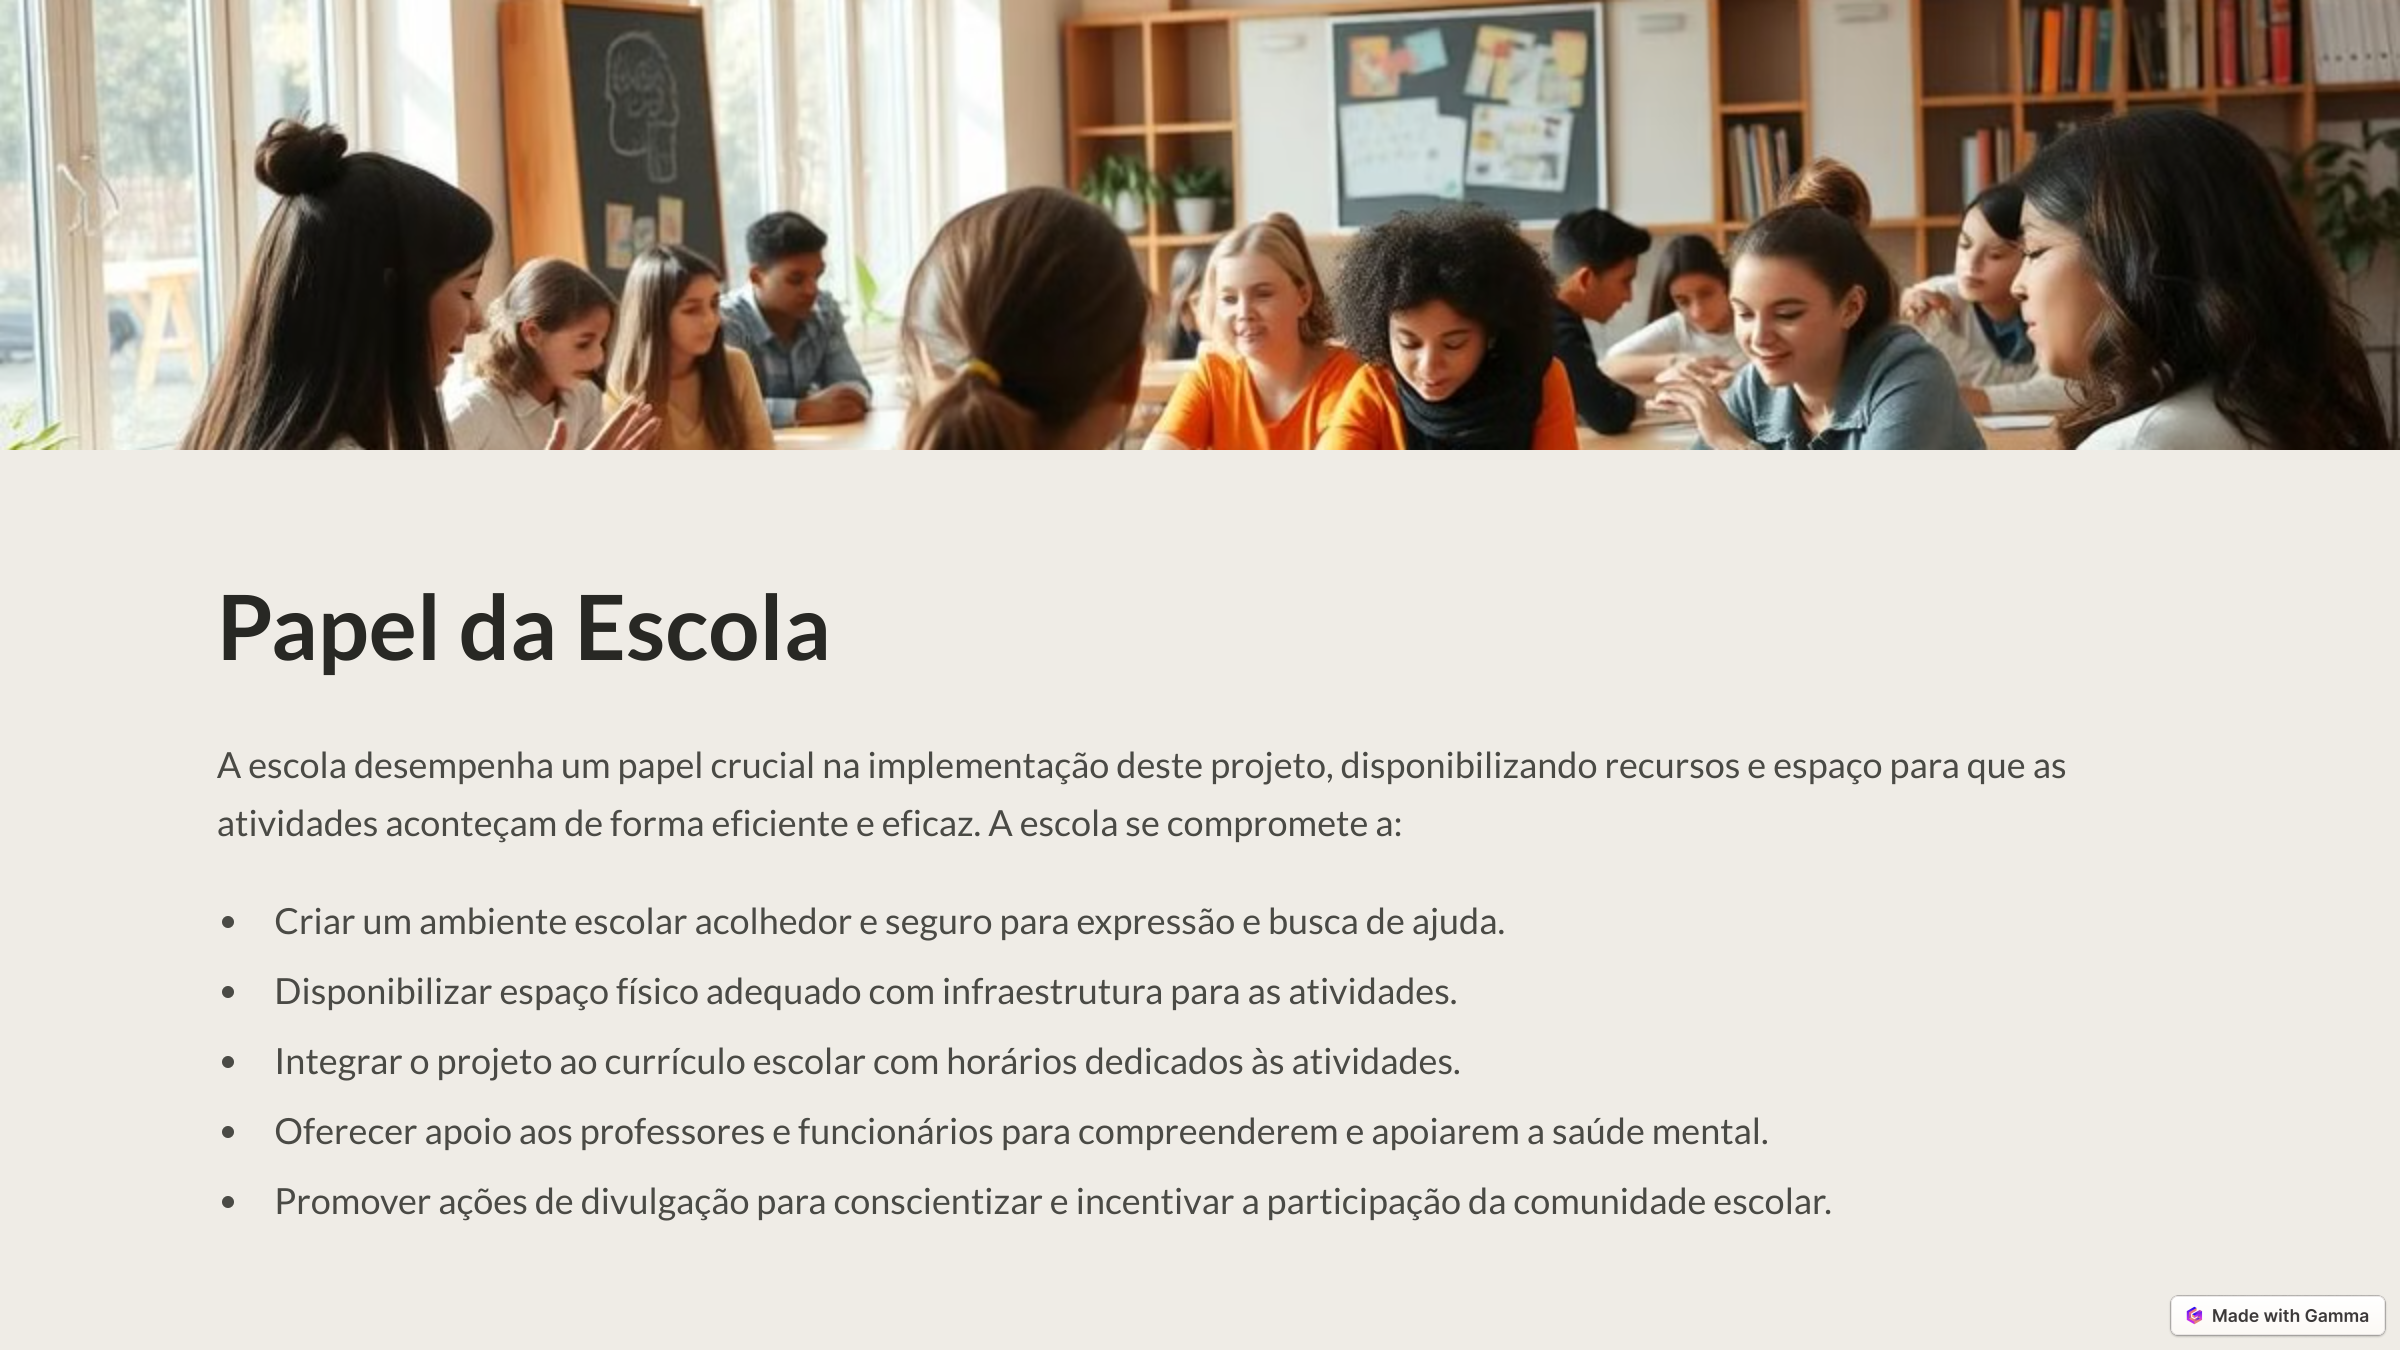 Papel da Escola
A escola desempenha um papel crucial na implementação deste projeto, disponibilizando recursos e espaço para que as
atividades aconteçam de forma eficiente e eficaz. A escola se compromete a:
• Criar um ambiente escolar acolhedor e seguro para expressão e busca de ajuda.
• Disponibilizar espaço físico adequado com infraestrutura para as atividades.
• Integrar o projeto ao currículo escolar com horários dedicados às atividades.
• Oferecer apoio aos professores e funcionários para compreenderem e apoiarem a saúde mental.
• Promover ações de divulgação para conscientizar e incentivar a participação da comunidade escolar.
Made with Gamma